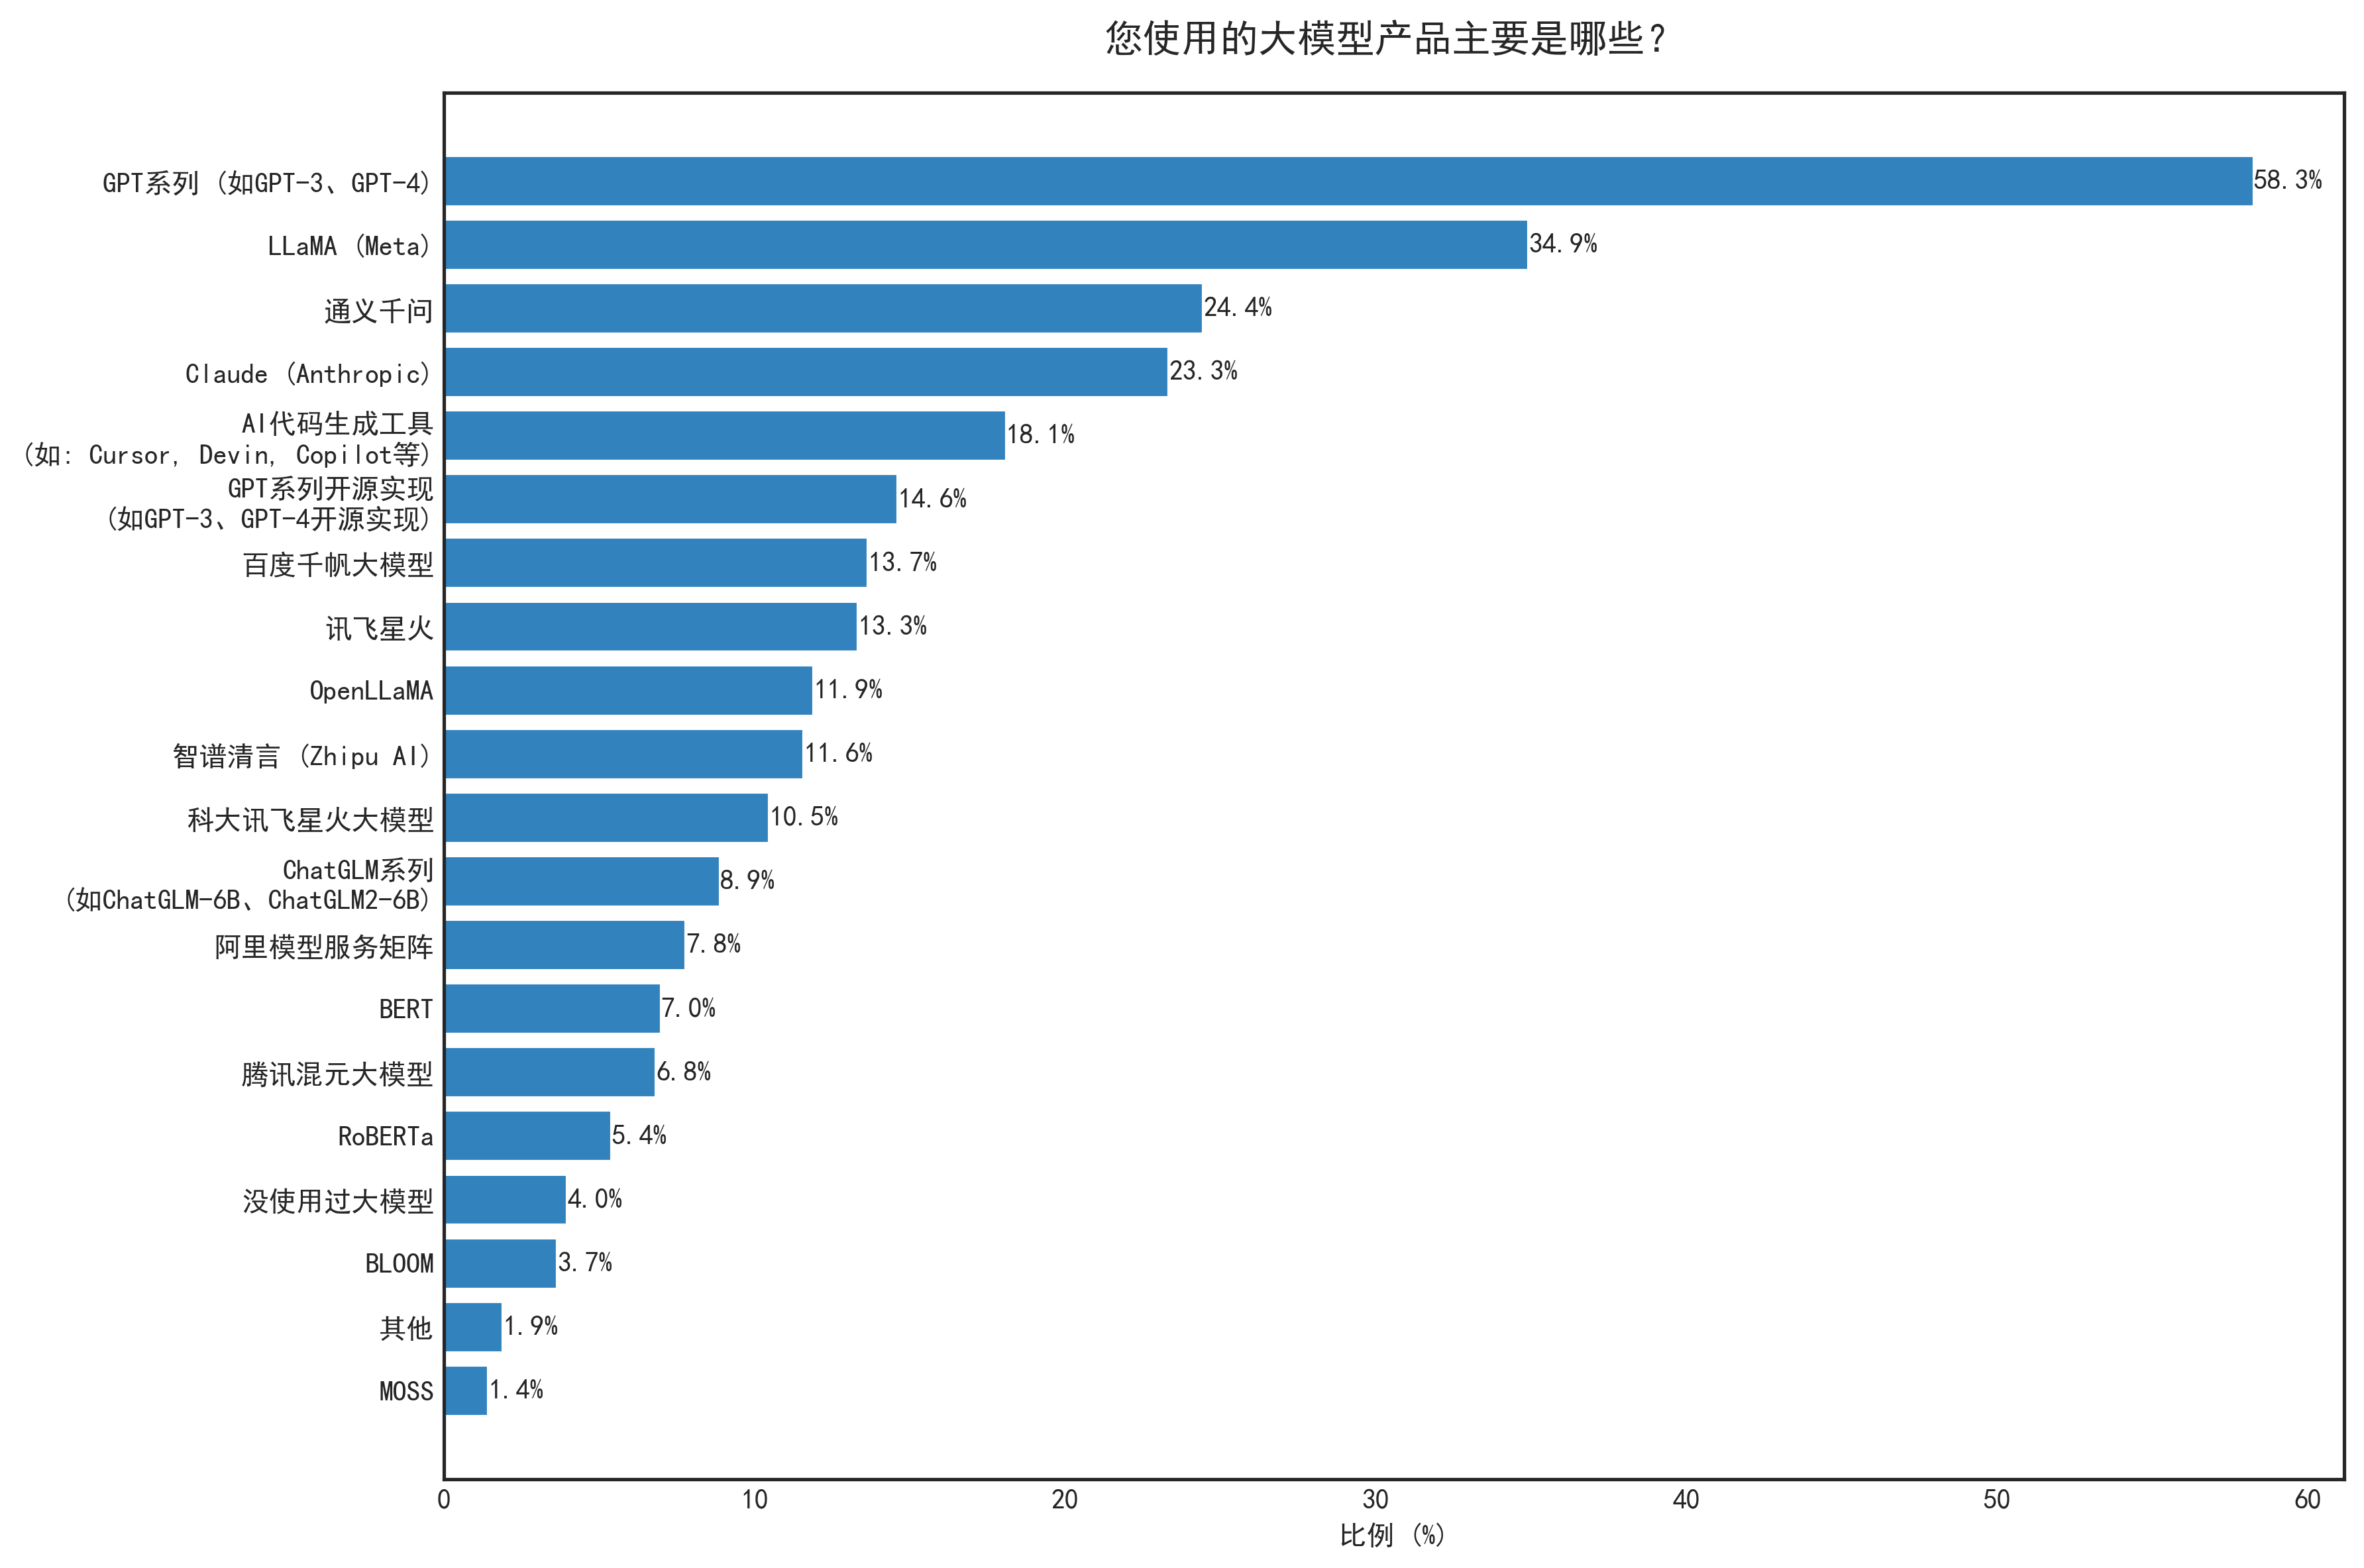 您使用的大模型产品主要是哪些?
GPT系列 (如GPT-3、GPT-4)
58.3%
LLaMA (Meta)
34.9%
通义千问
24.4%
Claude (Anthropic)
23.3%
AI代码生成工具
(如: Cursor, Devin, Copilot等)
18.1%
GPT系列开源实现
(如GPT-3、GPT-4开源实现)
14.6%
百度千帆大模型
13.7%
讯飞星火
13.3%
OpenLLaMA
11.9%
智谱清言 (Zhipu AI)
11.6%
科大讯飞星火大模型
10.5%
ChatGLM系列
(如ChatGLM-6B、ChatGLM2-6B)
8.9%
阿里模型服务矩阵
7.8%
BERT
7.0%
腾讯混元大模型
6.8%
RoBERTa
5.4%
没使用过大模型
4.0%
BLOOM
3.7%
其他
1.9%
MOSS
1.4%
0 10 20 30 40 50 60
比例 (%)